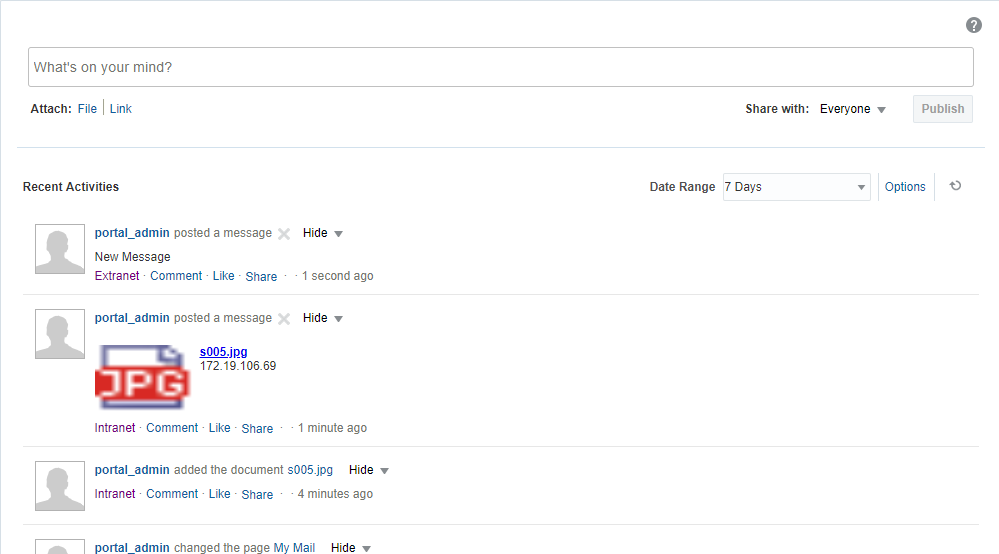 ?
What's on your mind?
Attach: File Link Share with: Everyone Publish
Recent Activities Date Range 7 Days Options
portal_admin posted a message Hide
New Message
Extranet · Comment · Like · Share · · 1 second ago
portal_admin posted a message Hide
s005.jpg
172.19.106.69
JPG
Intranet · Comment · Like · Share · · 1 minute ago
portal_admin added the document s005.jpg Hide
Intranet · Comment · Like · Share · · 4 minutes ago
portal_admin changed the page My Mail Hide